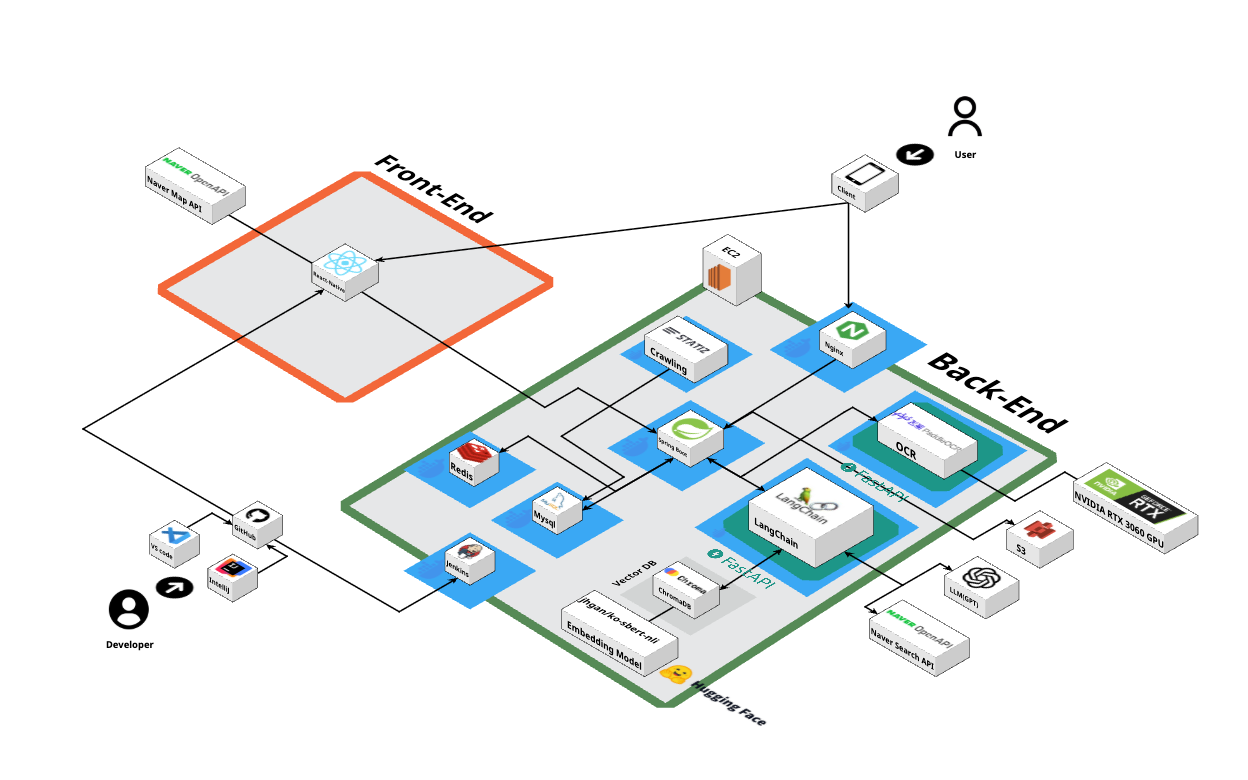 User
Client
Front-End
NAVER OpenAPI
Naver Map API
React-Native
EC2
STATIZ
Crawling
Nginx
Back-End
Spring Boot
PaddleOCR
OCR
FastAPI
Redis
Mysql
LangChain
LangChain
NVIDIA
GEFORCE
RTX
NVIDIA RTX 3060 GPU
S3
GitHub
VS code
Intellij
Jenkins
FastAPI
Vector DB
Chroma
ChromaDB
LLM(GPT)
NAVER OpenAPI
Naver Search API
jhgan/ko-sbert-nli
Embedding Model
Hugging Face
Developer